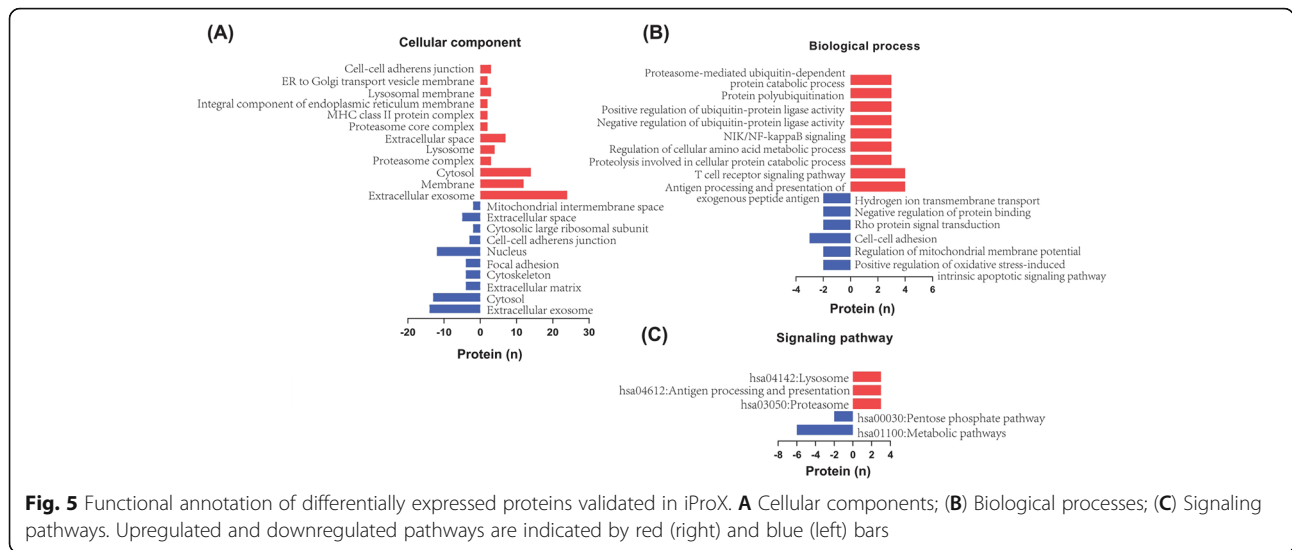 (A)
Cellular component
Cell-cell adherens junction
ER to Golgi transport vesicle membrane
Lysosomal membrane
Integral component of endoplasmic reticulum membrane
MHC class II protein complex
Proteasome core complex
Extracellular space
Lysosome
Proteasome complex
Cytosol
Membrane
Extracellular exosome
Mitochondrial intermembrane space
Extracellular space
Cytosolic large ribosomal subunit
Cell-cell adherens junction
Nucleus
Focal adhesion
Cytoskeleton
Extracellular matrix
Cytosol
Extracellular exosome
-20 -10 0 10 20 30
Protein (n)
(B)
Biological process
Proteasome-mediated ubiquitin-dependent
protein catabolic process
Protein polyubiquitination
Positive regulation of ubiquitin-protein ligase activity
Negative regulation of ubiquitin-protein ligase activity
NIK/NF-kappaB signaling
Regulation of cellular amino acid metabolic process
Proteolysis involved in cellular protein catabolic process
T cell receptor signaling pathway
Antigen processing and presentation of
exogenous peptide antigen
Hydrogen ion transmembrane transport
Negative regulation of protein binding
Rho protein signal transduction
Cell-cell adhesion
Regulation of mitochondrial membrane potential
Positive regulation of oxidative stress-induced
intrinsic apoptotic signaling pathway
-4 -2 0 2 4 6
Protein (n)
(C)
Signaling pathway
hsa04142:Lysosome
hsa04612:Antigen processing and presentation
hsa03050:Proteasome
hsa00030:Pentose phosphate pathway
hsa01100:Metabolic pathways
-8 -6 -4 -2 0 2 4
Protein (n)
Fig. 5 Functional annotation of differentially expressed proteins validated in iProX. A Cellular components; (B) Biological processes; (C) Signaling
pathways. Upregulated and downregulated pathways are indicated by red (right) and blue (left) bars